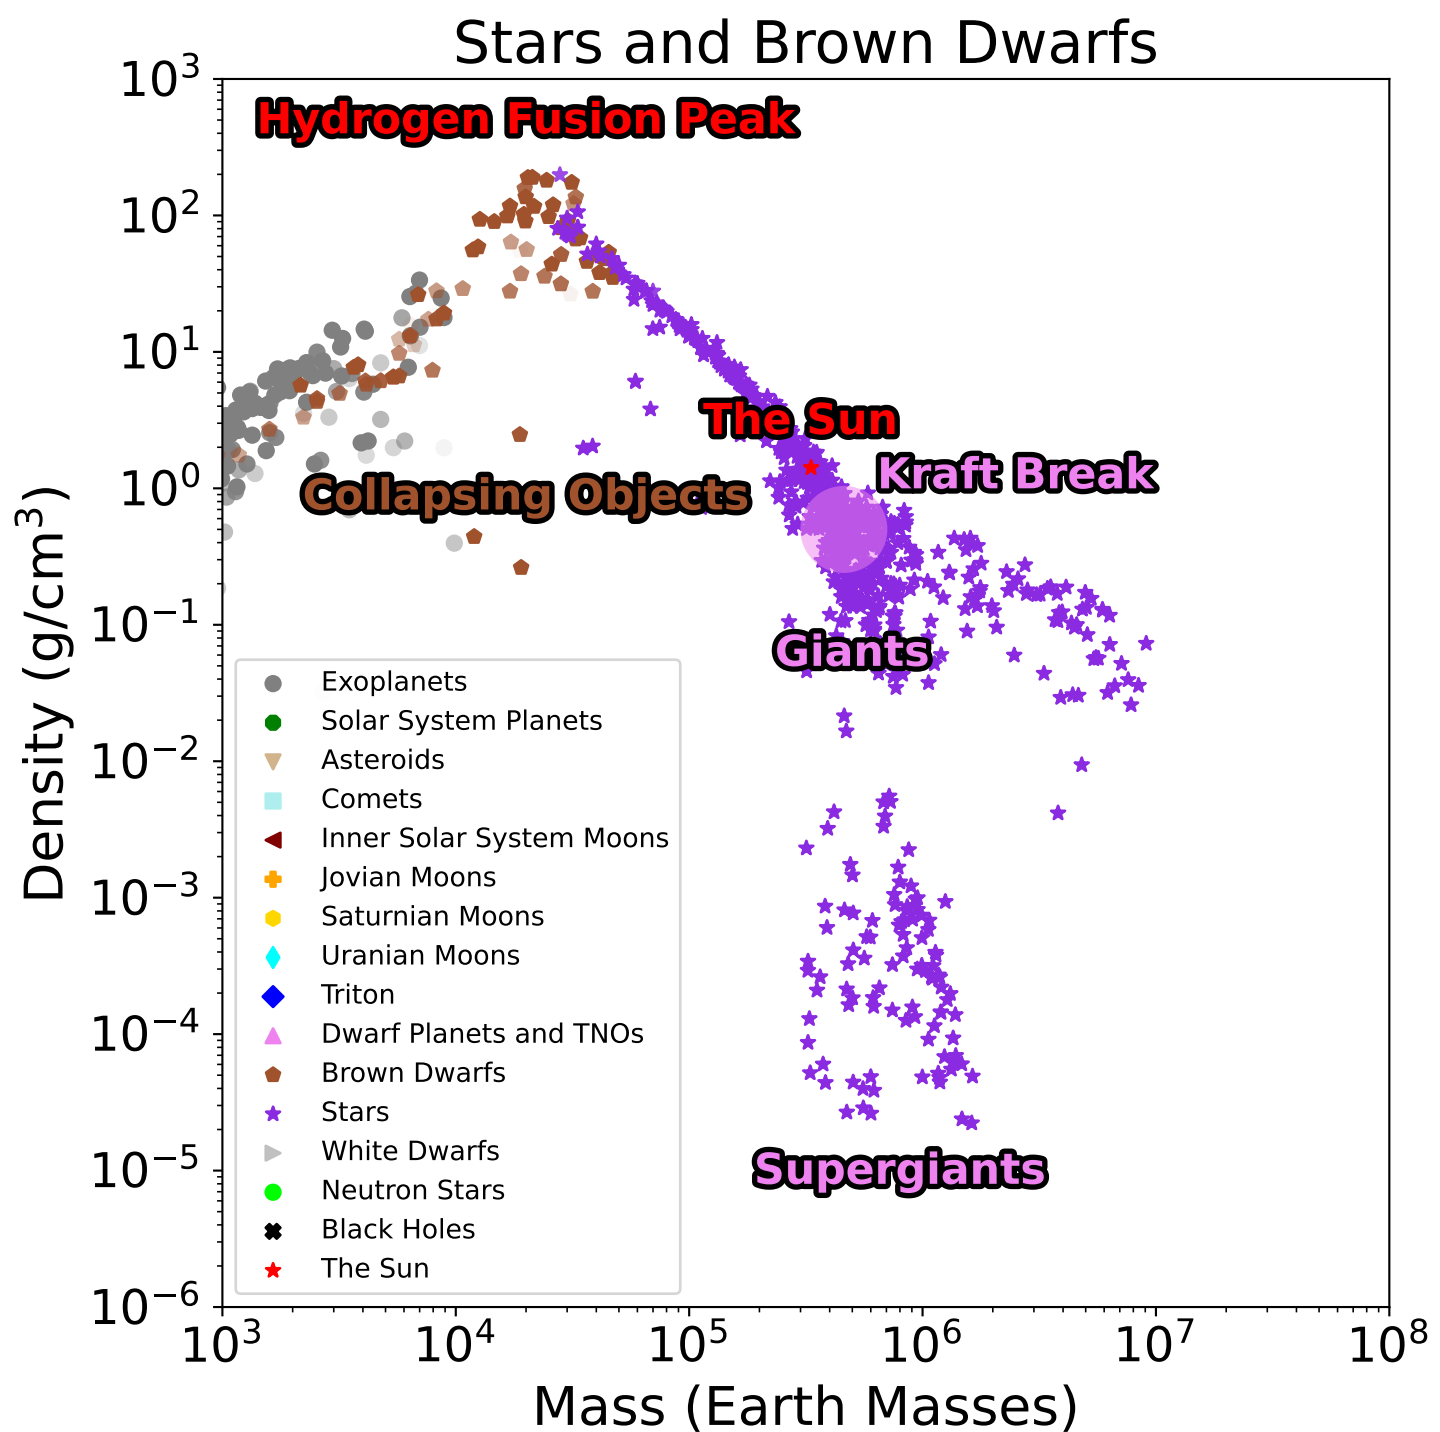 Stars and Brown Dwarfs
10³
Hydrogen Fusion Peak
10²
10¹
The Sun
Kraft Break
10⁰
Collapsing Objects
10⁻¹
Giants
10⁻²
10⁻³
10⁻⁴
10⁻⁵
10⁻⁶
Supergiants
Density (g/cm³)
Exoplanets
Solar System Planets
Asteroids
Comets
Inner Solar System Moons
Jovian Moons
Saturnian Moons
Uranian Moons
Triton
Dwarf Planets and TNOs
Brown Dwarfs
Stars
White Dwarfs
Neutron Stars
Black Holes
The Sun
10³ 10⁴ 10⁵ 10⁶ 10⁷ 10⁸
Mass (Earth Masses)